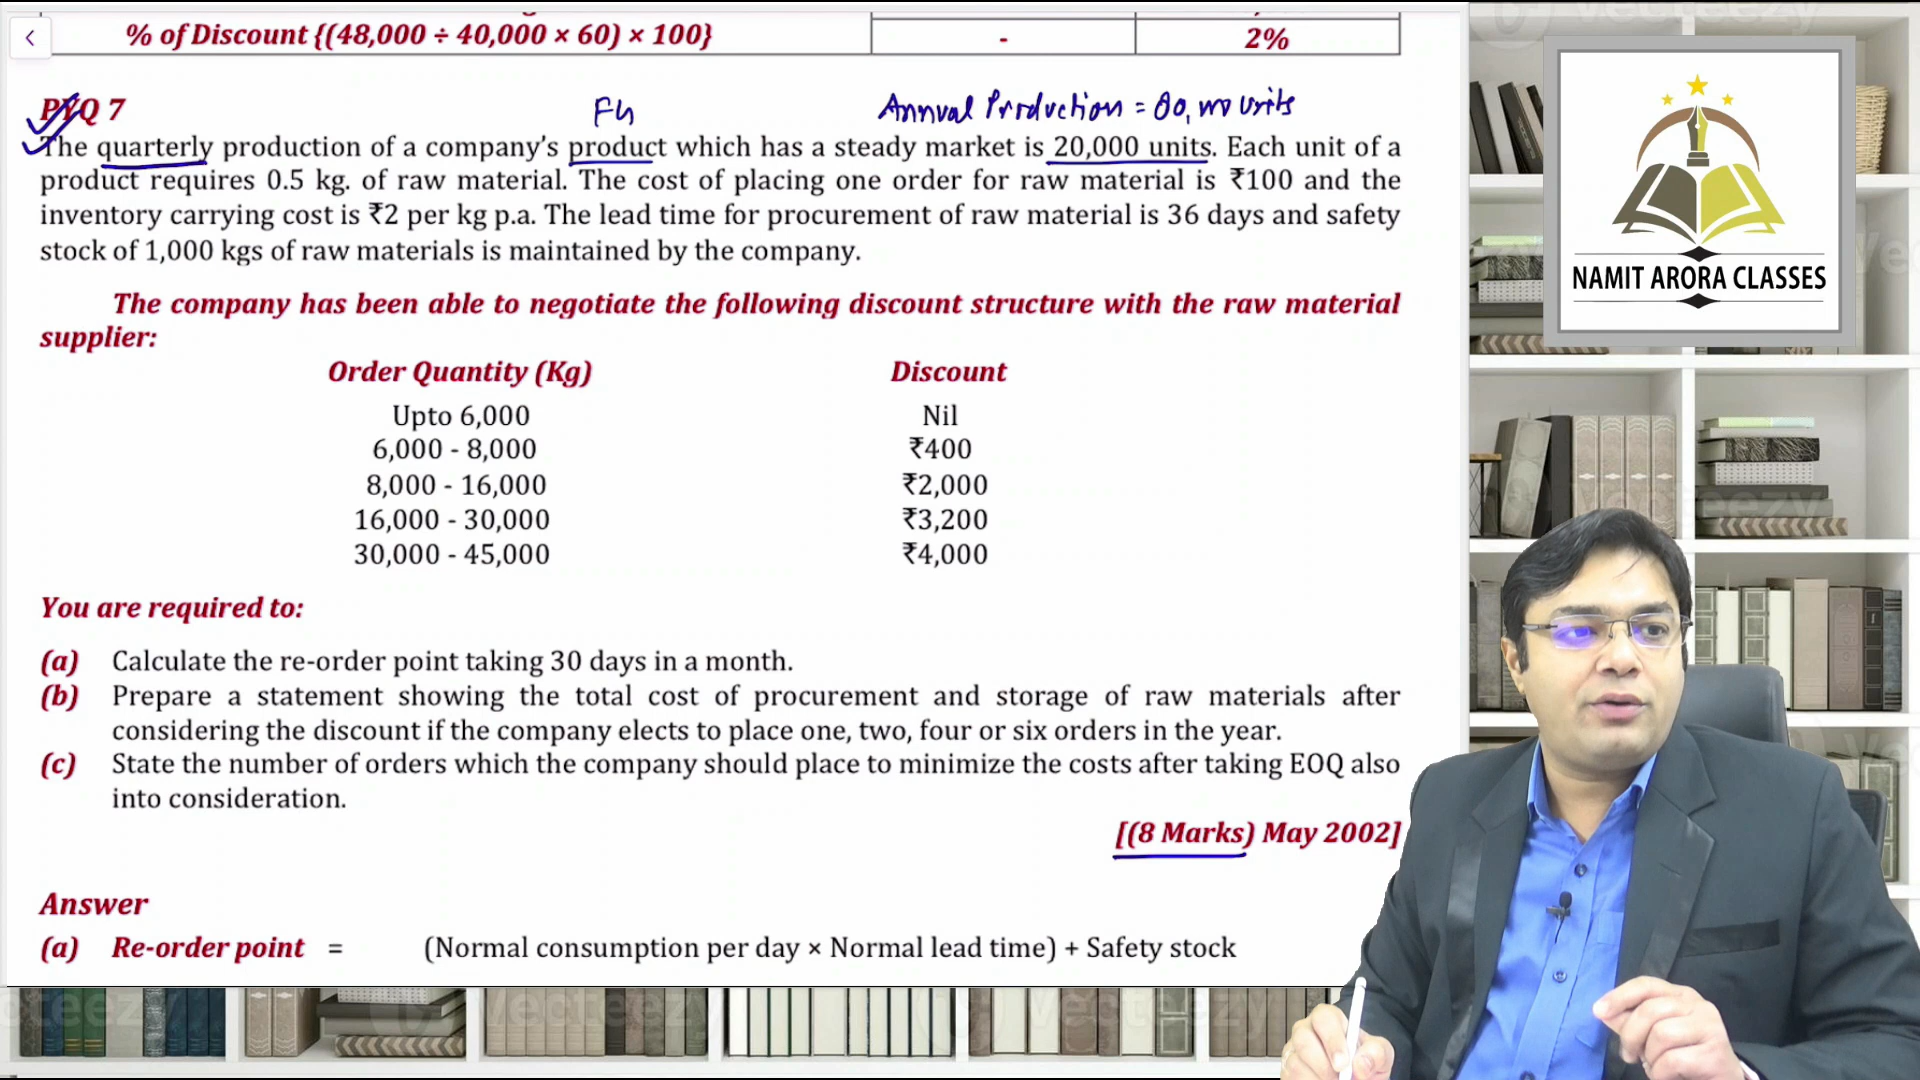 % of Discount {(48,000 ÷ 40,000 × 60) × 100}
-
2%
PYQ 7
FG
Annual Production = 80,000 units
The quarterly production of a company's product which has a steady market is 20,000 units. Each unit of a
product requires 0.5 kg. of raw material. The cost of placing one order for raw material is ₹100 and the
inventory carrying cost is ₹2 per kg p.a. The lead time for procurement of raw material is 36 days and safety
stock of 1,000 kgs of raw materials is maintained by the company.
The company has been able to negotiate the following discount structure with the raw material
supplier:
Order Quantity (Kg) Discount
Upto 6,000 Nil
6,000 - 8,000 ₹400
8,000 - 16,000 ₹2,000
16,000 - 30,000 ₹3,200
30,000 - 45,000 ₹4,000
You are required to:
(a) Calculate the re-order point taking 30 days in a month.
(b) Prepare a statement showing the total cost of procurement and storage of raw materials after
considering the discount if the company elects to place one, two, four or six orders in the year.
(c) State the number of orders which the company should place to minimize the costs after taking EOQ also
into consideration.
[(8 Marks) May 2002]
Answer
(a) Re-order point = (Normal consumption per day × Normal lead time) + Safety stock
NAMIT ARORA CLASSES